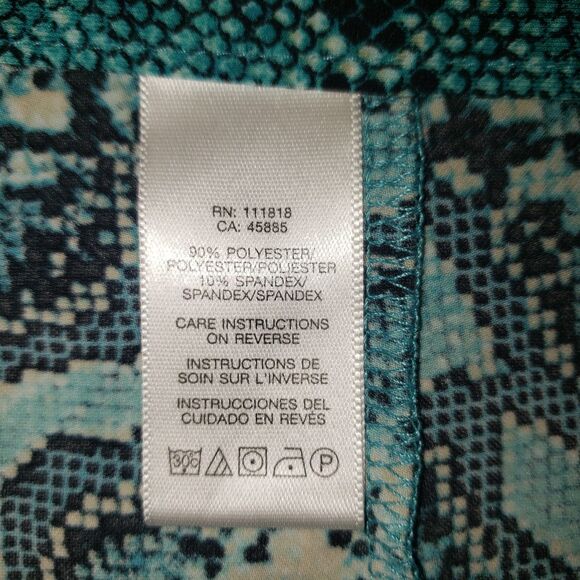 RN: 111818
CA: 45885
90% POLYESTER/
POLYESTER/POLIESTER
10% SPANDEX/
SPANDEX/SPANDEX
CARE INSTRUCTIONS
ON REVERSE
INSTRUCTIONS DE
SOIN SUR L'INVERSE
INSTRUCCIONES DEL
CUIDADO EN REVÉS
30C P